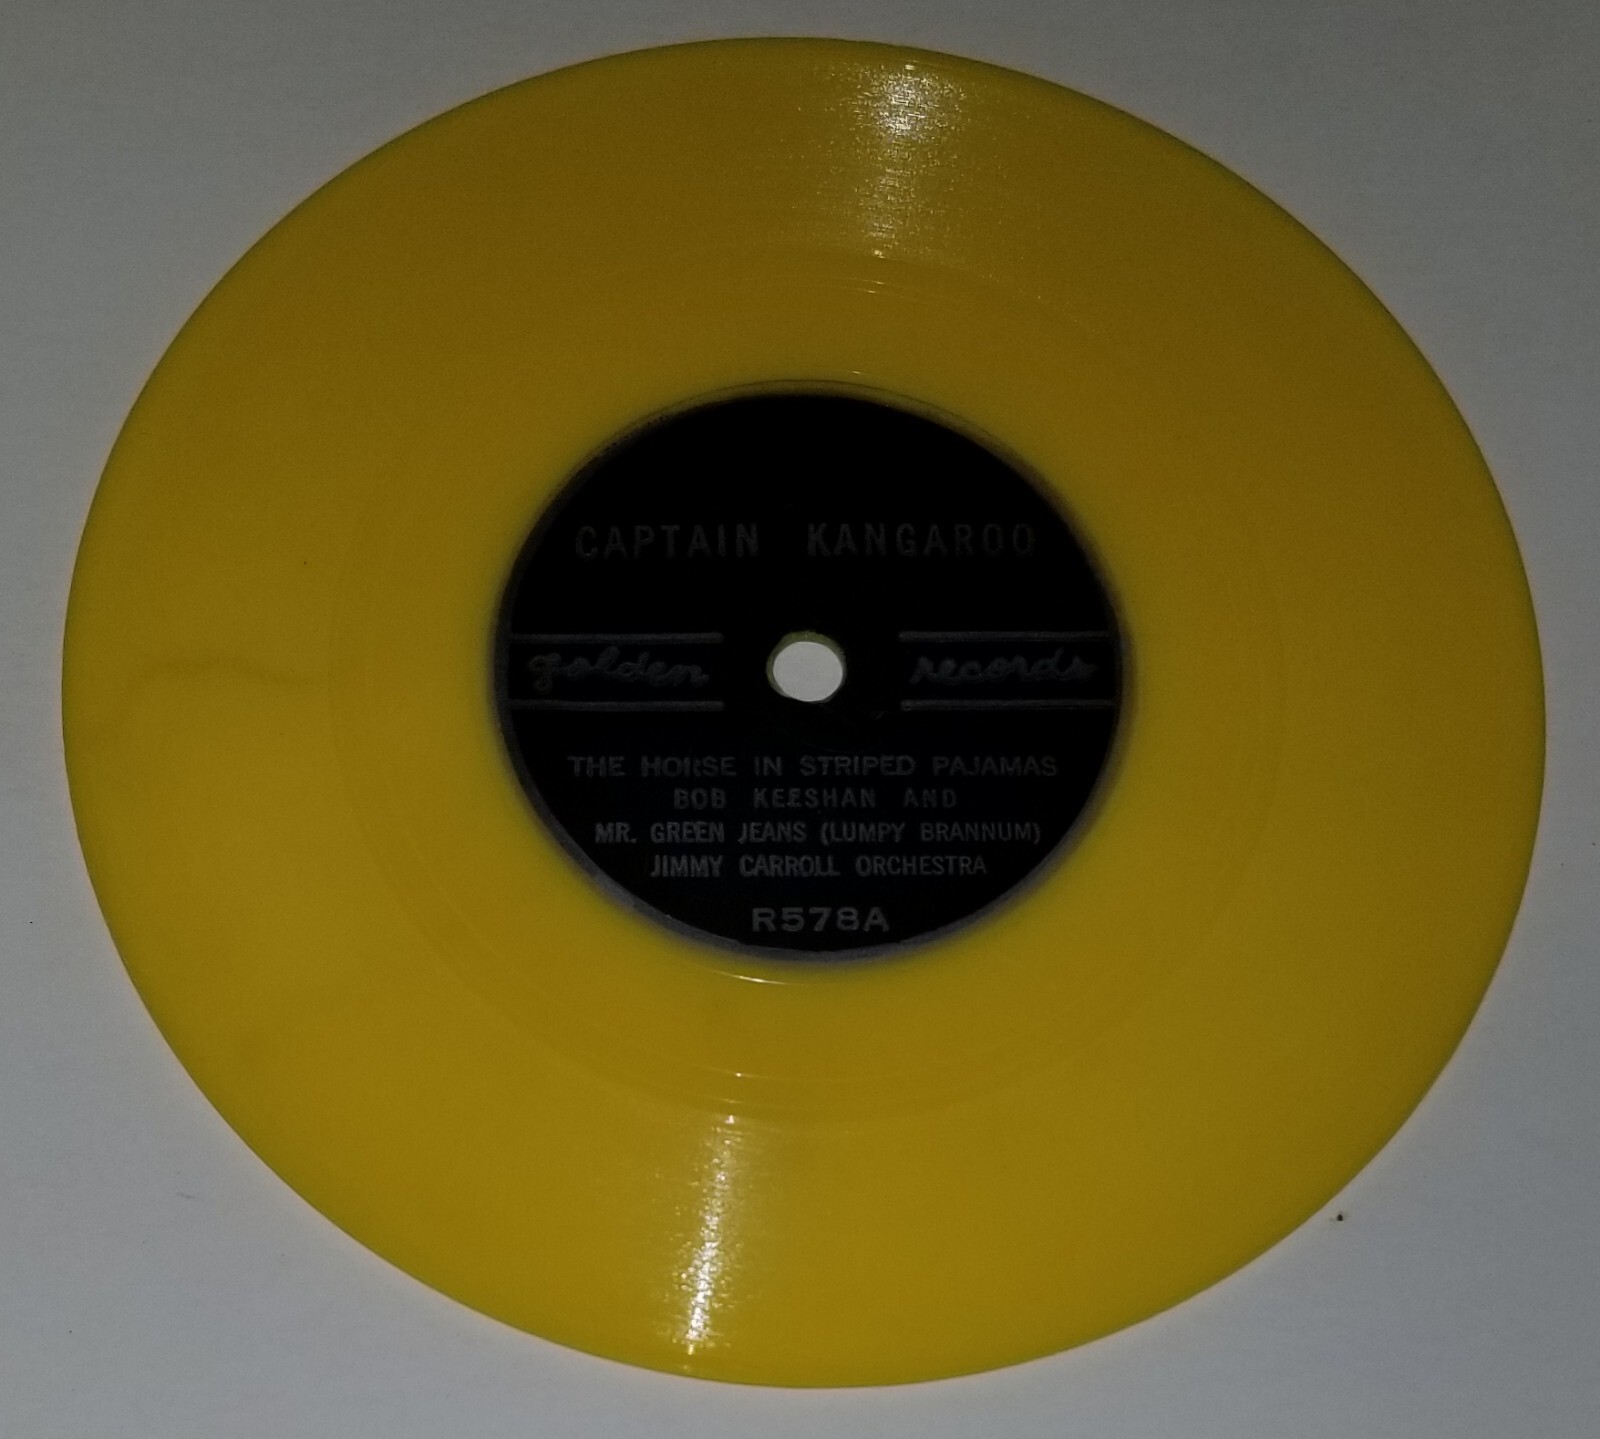 CAPTAIN KANGAROO
golden records
THE HORSE IN STRIPED PAJAMAS
BOB KEESHAN AND
MR. GREEN JEANS (LUMPY BRANNUM)
JIMMY CARROLL ORCHESTRA
R578A